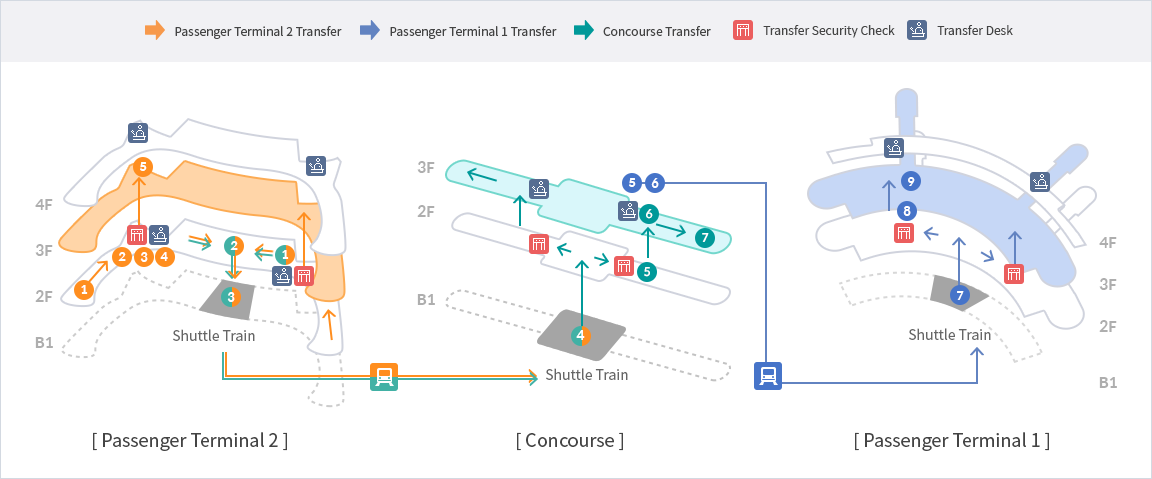 Passenger Terminal 2 Transfer
Passenger Terminal 1 Transfer
Concourse Transfer
Transfer Security Check
Transfer Desk
5
4F
2
3
4
2
1
3F
1
3
2F
B1
Shuttle Train
[ Passenger Terminal 2 ]
3F
5
6
6
2F
7
5
B1
4
Shuttle Train
[ Concourse ]
9
8
4F
3F
7
2F
Shuttle Train
B1
[ Passenger Terminal 1 ]